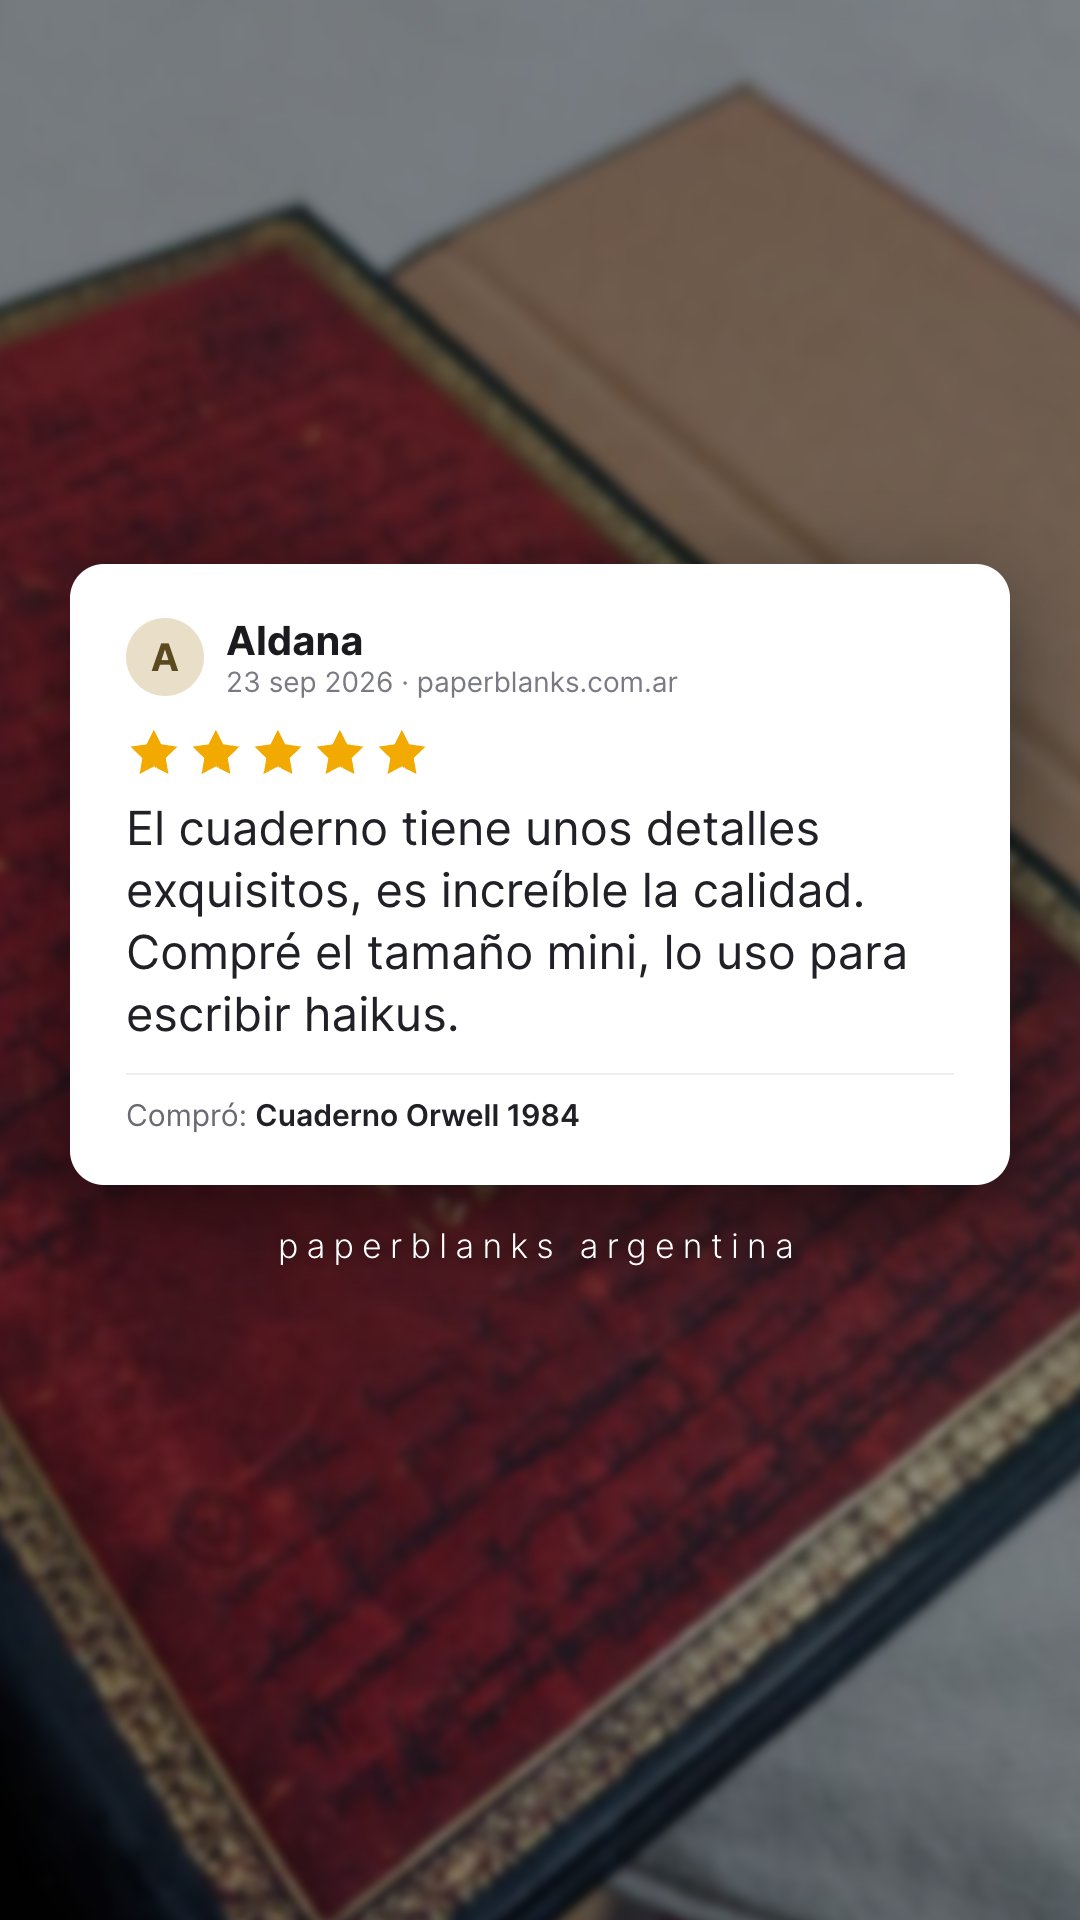 A
Aldana
23 sep 2026 · paperblanks.com.ar
El cuaderno tiene unos detalles
exquisitos, es increíble la calidad.
Compré el tamaño mini, lo uso para
escribir haikus.
Compró: Cuaderno Orwell 1984
paperblanks argentina